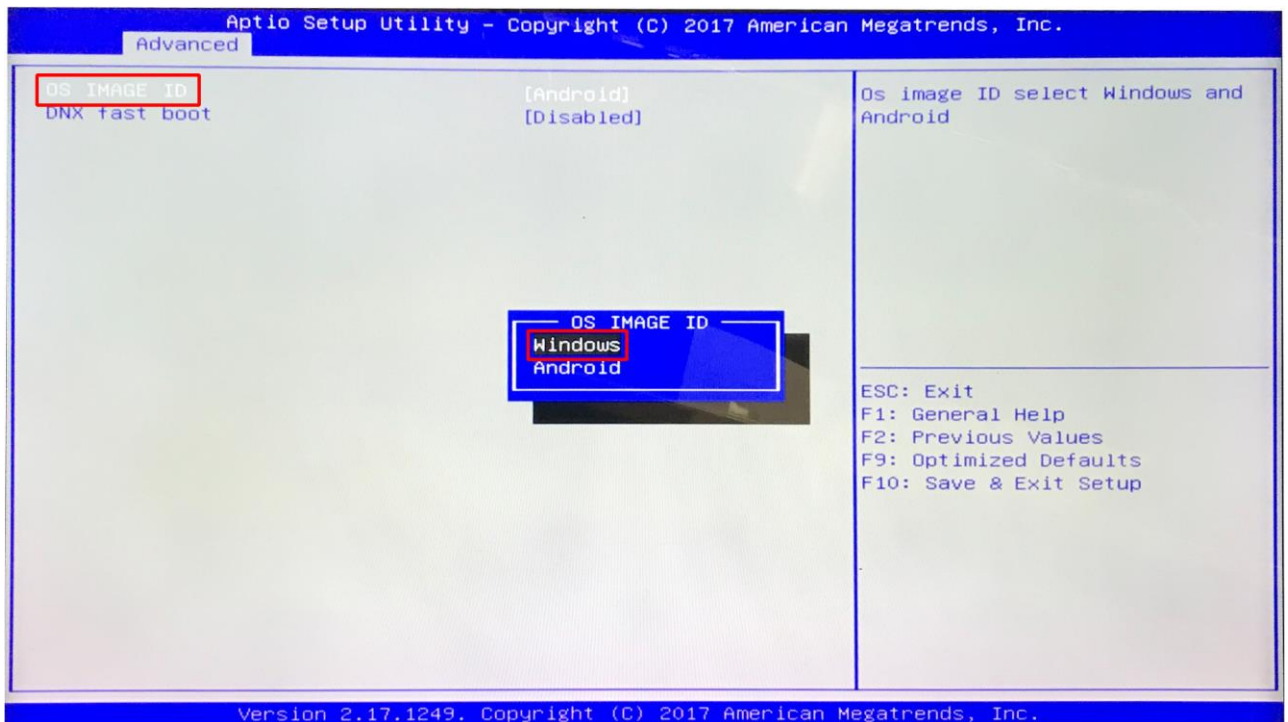 Aptio Setup Utility – Copyright (C) 2017 American Megatrends, Inc.
Advanced
OS IMAGE ID [Android]
DNX fast boot [Disabled]
Os image ID select Windows and
Android
OS IMAGE ID
Windows
Android
ESC: Exit
F1: General Help
F2: Previous Values
F9: Optimized Defaults
F10: Save & Exit Setup
Version 2.17.1249. Copyright (C) 2017 American Megatrends, Inc.